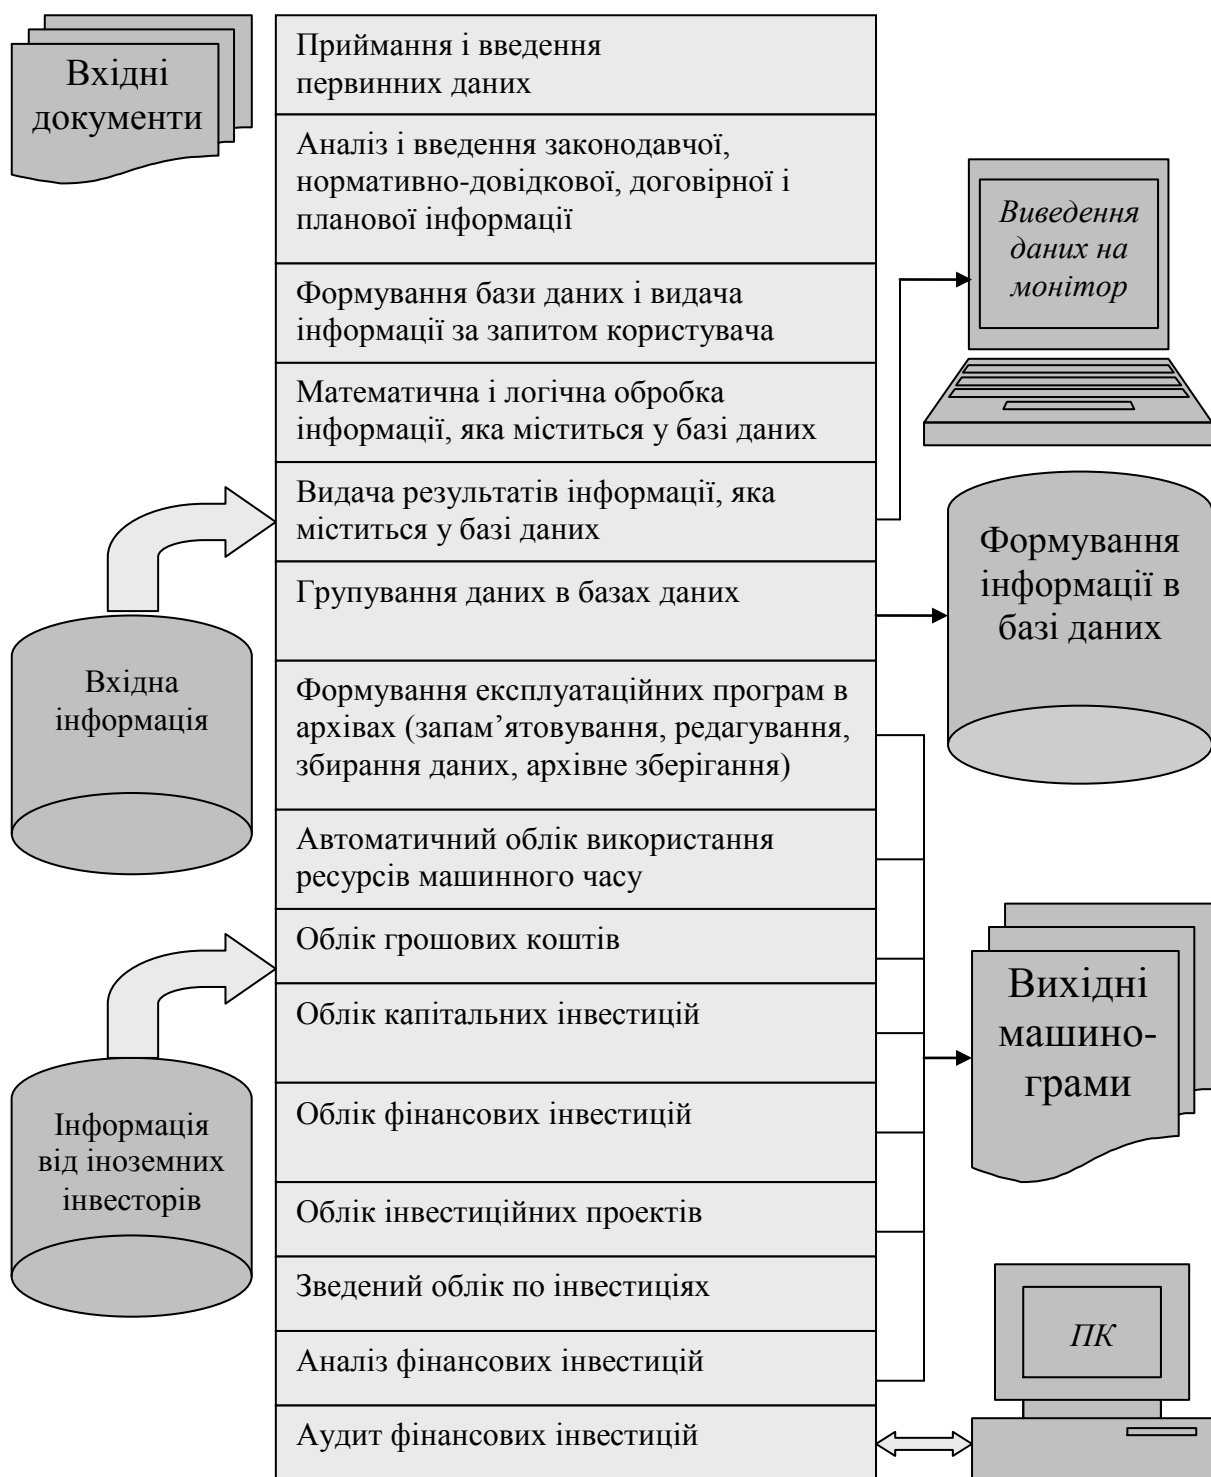 Вхідні
документи
Приймання і введення
первинних даних
Аналіз і введення законодавчої,
нормативно-довідкової, договірної і
планової інформації
Формування бази даних і видача
інформації за запитом користувача
Математична і логічна обробка
інформації, яка міститься у базі даних
Видача результатів інформації, яка
міститься у базі даних
Групування даних в базах даних
Формування експлуатаційних програм в
архівах (запам’ятовування, редагування,
збирання даних, архівне зберігання)
Автоматичний облік використання
ресурсів машинного часу
Облік грошових коштів
Облік капітальних інвестицій
Облік фінансових інвестицій
Облік інвестиційних проектів
Зведений облік по інвестиціях
Аналіз фінансових інвестицій
Аудит фінансових інвестицій
Вхідна
інформація
Інформація
від іноземних
інвесторів
Виведення
даних на
монітор
Формування
інформації в
базі даних
Вихідні
машино-
грами
ПК